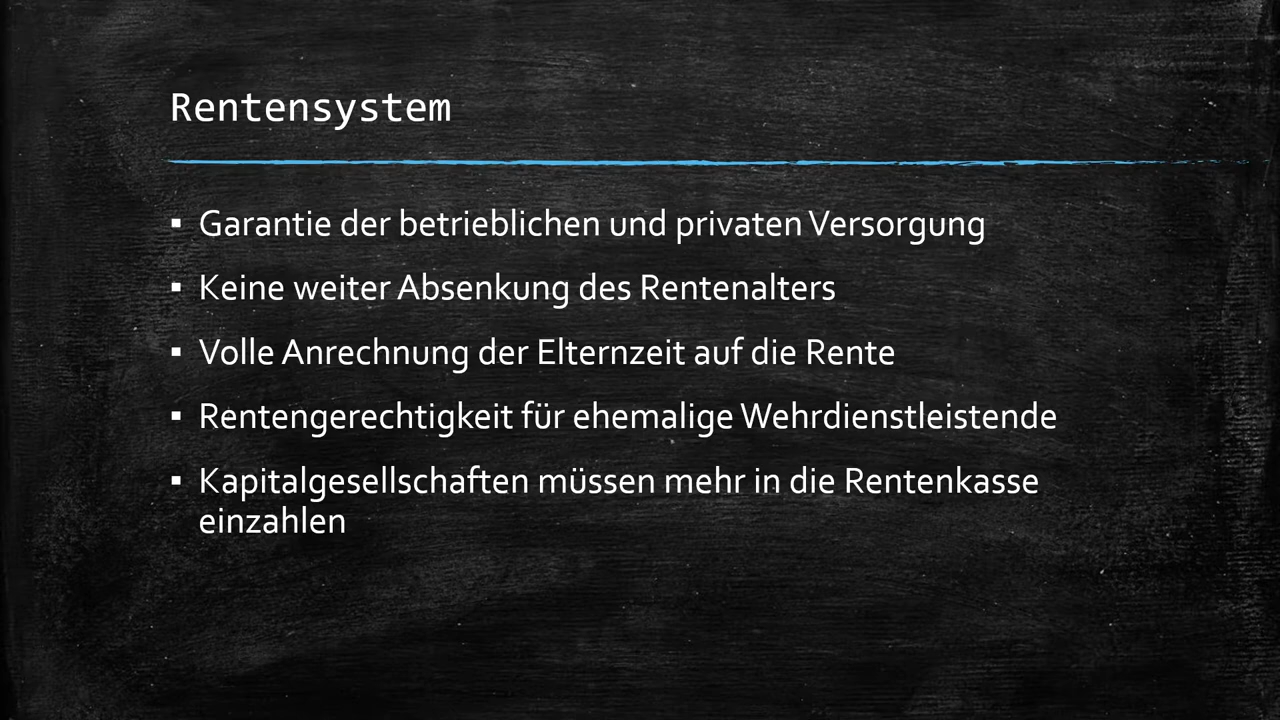 Rentensystem
▪ Garantie der betrieblichen und privaten Versorgung
▪ Keine weiter Absenkung des Rentenalters
▪ Volle Anrechnung der Elternzeit auf die Rente
▪ Rentengerechtigkeit für ehemalige Wehrdienstleistende
▪ Kapitalgesellschaften müssen mehr in die Rentenkasse
einzahlen